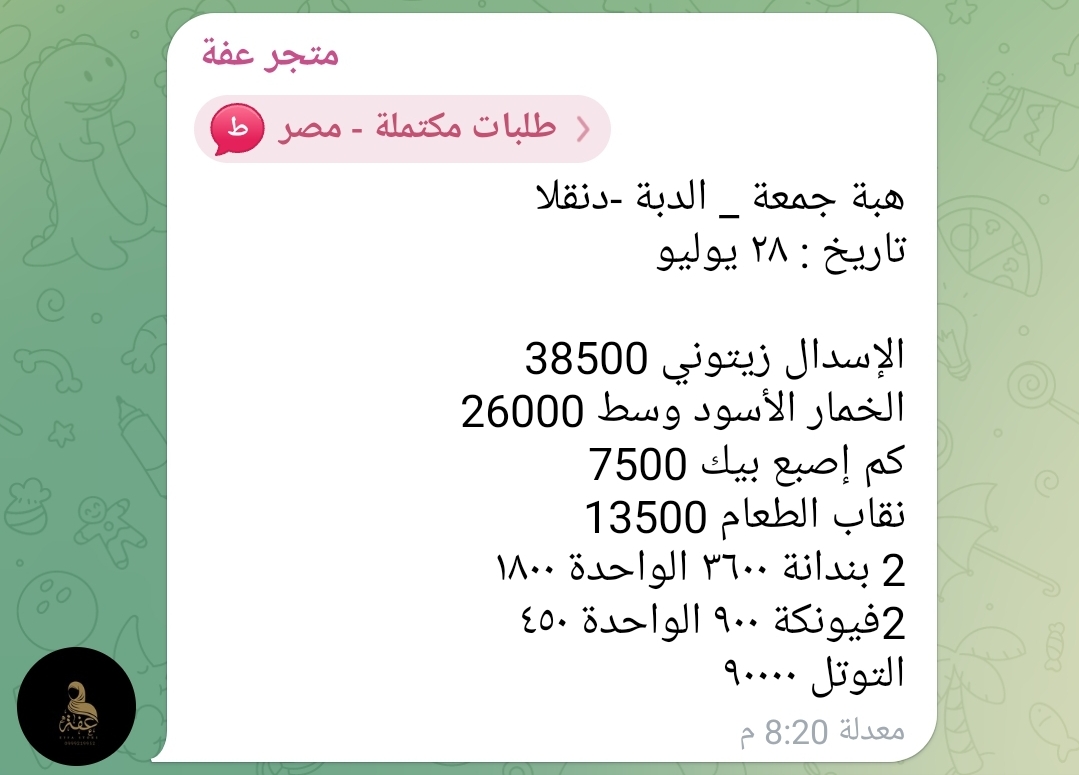 متجر عفة
طلبات مكتملة - مصر
ط
هبة جمعة _ الدبة -دنقلا
تاريخ : ٢٨ يوليو
الإسدال زيتوني 38500
الخمار الأسود وسط 26000
كم إصبع بيك 7500
نقاب الطعام 13500
2 بندانة ٣٦٠٠ الواحدة ١٨٠٠
2فيونكة ٩٠٠ الواحدة ٤٥٠
التوتل ٩٠٠٠٠
معدلة 8:20 م
عفة